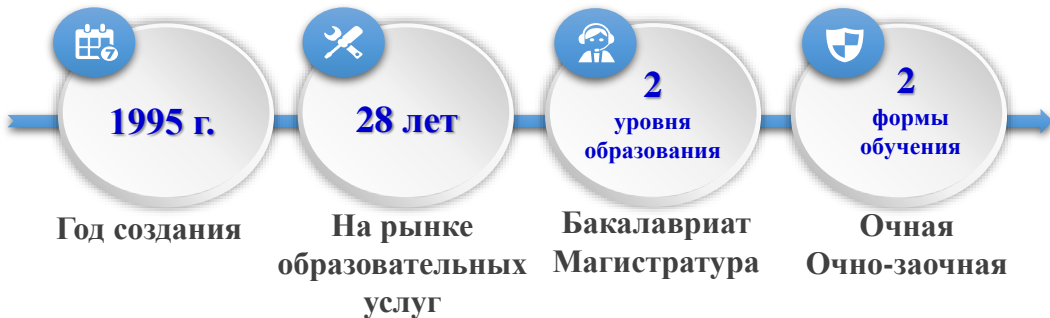 7
1995 г.
Год создания
28 лет
На рынке
образовательных
услуг
2
уровня
образования
Бакалавриат
Магистратура
2
формы
обучения
Очная
Очно-заочная